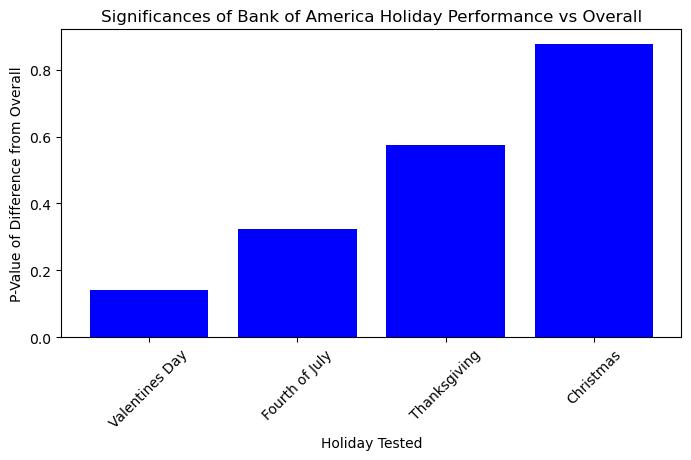 Significances of Bank of America Holiday Performance vs Overall
P-Value of Difference from Overall
0.8
0.6
0.4
0.2
0.0
Valentines Day
Fourth of July
Thanksgiving
Christmas
Holiday Tested